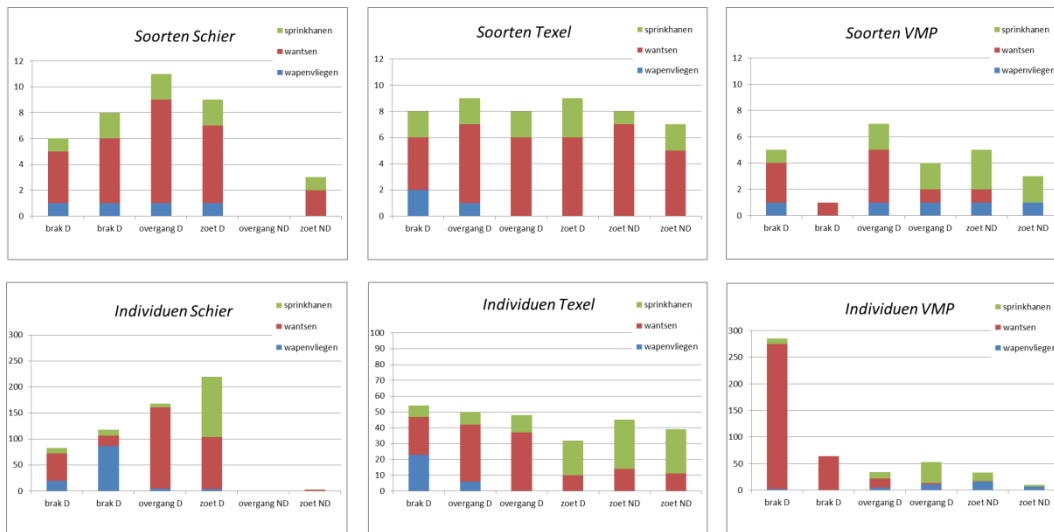 Soorten Schier
sprinkhanen
wantsen
wapenvliegen
12
10
8
6
4
2
0
brak D brak D overgang D zoet D overgang ND zoet ND
Soorten Texel
sprinkhanen
wantsen
wapenvliegen
12
10
8
6
4
2
0
brak D overgang D overgang D zoet D zoet ND zoet ND
Soorten VMP
sprinkhanen
wantsen
wapenvliegen
12
10
8
6
4
2
0
brak D brak D overgang D overgang D zoet ND zoet ND
Individuen Schier
sprinkhanen
wantsen
wapenvliegen
300
250
200
150
100
50
0
brak D brak D overgang D zoet D overgang ND zoet ND
Individuen Texel
sprinkhanen
wantsen
wapenvliegen
100
90
80
70
60
50
40
30
20
10
0
brak D overgang D overgang D zoet D zoet ND zoet ND
Individuen VMP
sprinkhanen
wantsen
wapenvliegen
300
250
200
150
100
50
0
brak D brak D overgang D overgang D zoet ND zoet ND